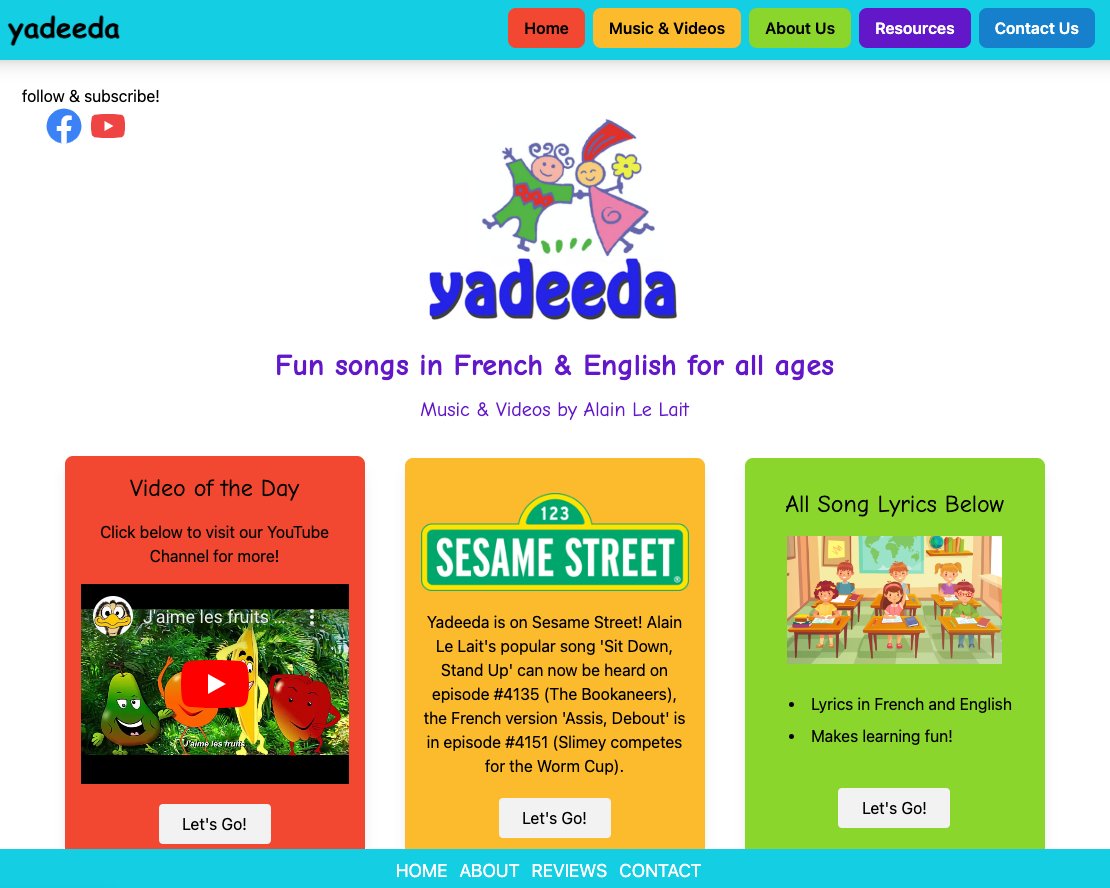 yadeeda
Home
Music & Videos
About Us
Resources
Contact Us
follow & subscribe!
yadeeda
Fun songs in French & English for all ages
Music & Videos by Alain Le Lait
Video of the Day
Click below to visit our YouTube
Channel for more!
J'aime les fruits ...
J'aime les fruits.
Let's Go!
123
SESAME STREET®
Yadeeda is on Sesame Street! Alain
Le Lait's popular song 'Sit Down,
Stand Up' can now be heard on
episode #4135 (The Bookaneers),
the French version 'Assis, Debout' is
in episode #4151 (Slimey competes
for the Worm Cup).
Let's Go!
All Song Lyrics Below
• Lyrics in French and English
• Makes learning fun!
Let's Go!
HOME ABOUT REVIEWS CONTACT